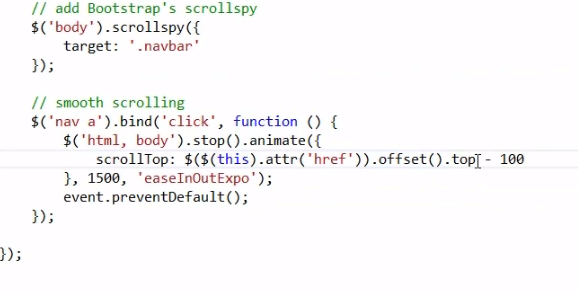 // add Bootstrap's scrollspy
$('body').scrollspy({
target: '.navbar'
});
// smooth scrolling
$('nav a').bind('click', function () {
$('html, body').stop().animate({
scrollTop: $($(this).attr('href')).offset().top - 100
}, 1500, 'easeInOutExpo');
event.preventDefault();
});
});